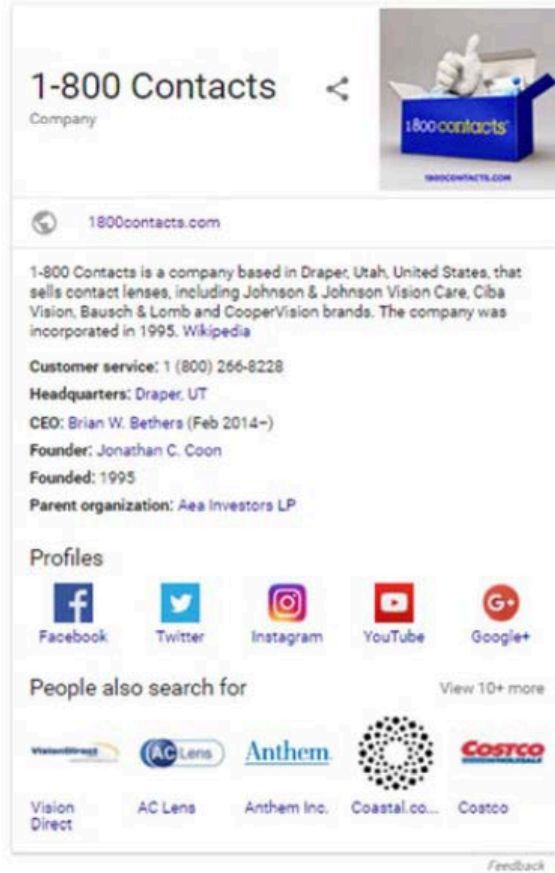 1-800 Contacts
Company
1800contacts
1800CONTACTS.COM
1800contacts.com
1-800 Contacts is a company based in Draper, Utah, United States, that
sells contact lenses, including Johnson & Johnson Vision Care, Ciba
Vision, Bausch & Lomb and CooperVision brands. The company was
incorporated in 1995. Wikipedia
Customer service: 1 (800) 266-8228
Headquarters: Draper, UT
CEO: Brian W. Bethers (Feb 2014–)
Founder: Jonathan C. Coon
Founded: 1995
Parent organization: Aea Investors LP
Profiles
Facebook Twitter Instagram YouTube Google+
People also search for View 10+ more
VisionDirect AC Lens Anthem COSTCO WHOLESALE
Vision Direct AC Lens Anthem Inc. Coastal.co... Costco
Feedback